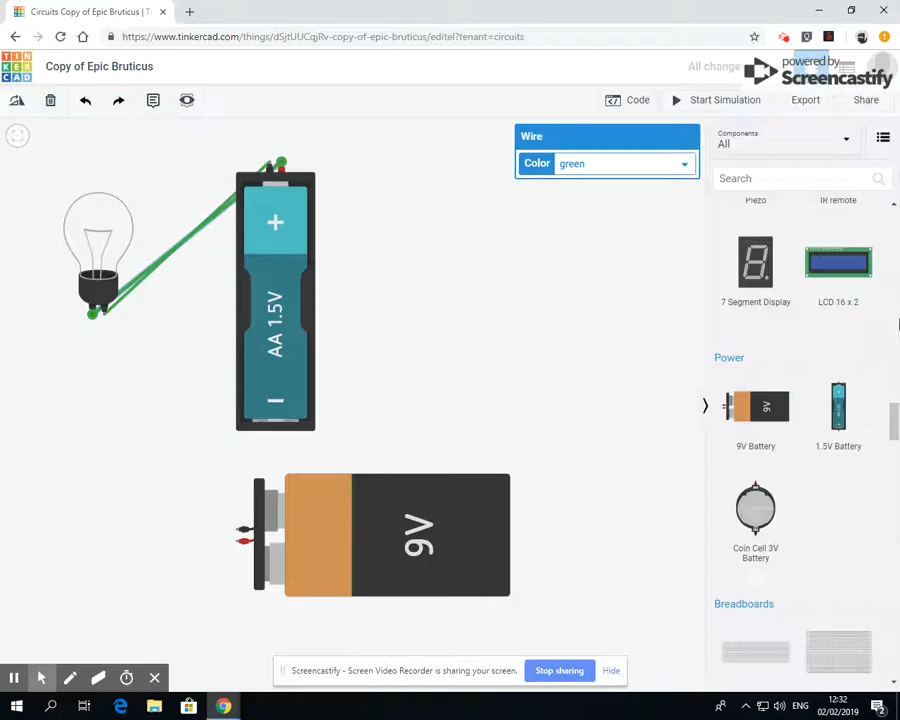 Circuits Copy of Epic Bruticus | Ti
https://www.tinkercad.com/things/dSjtUUCqjRv-copy-of-epic-bruticus/editel?tenant=circuits
TIN
KER
CAD
Copy of Epic Bruticus
All change
powered by
Screencastify
Code
Start Simulation
Export
Share
Wire
Color
green
Components
All
Search
Piezo
IR remote
7 Segment Display
LCD 16 x 2
Power
9V
9V Battery
1.5V Battery
Coin Cell 3V
Battery
Breadboards
+
AA 1.5V
9V
Screencastify - Screen Video Recorder is sharing your screen.
Stop sharing
Hide
ENG
12:32
02/02/2019
2